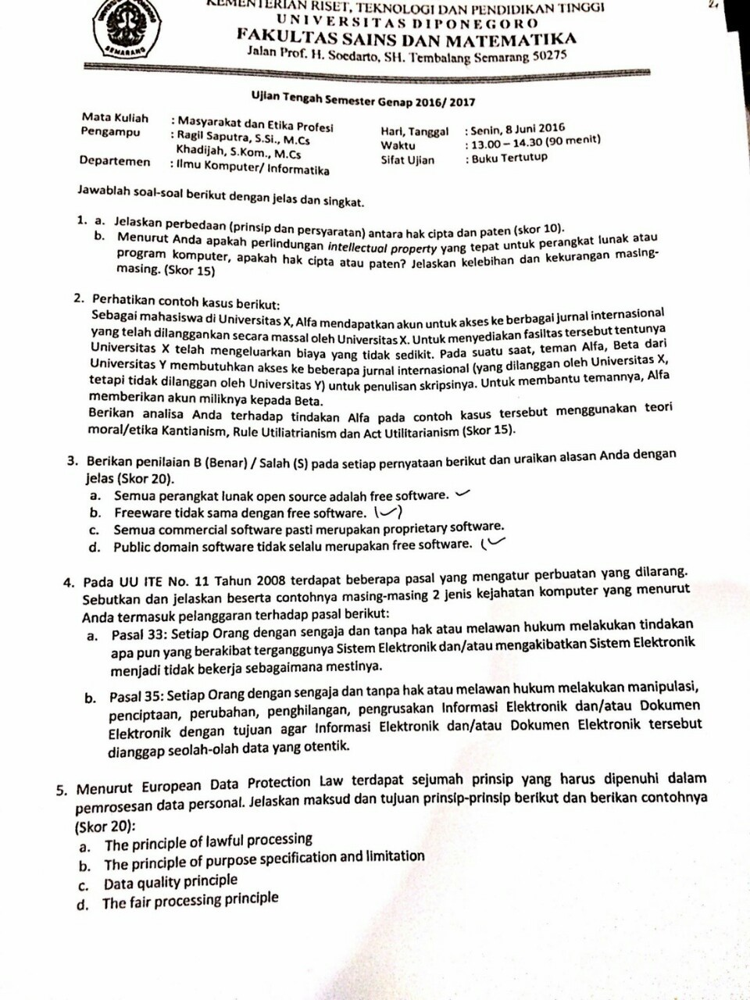 KEMENTERIAN RISET, TEKNOLOGI DAN PENDIDIKAN TINGGI
UNIVERSITAS DIPONEGORO
FAKULTAS SAINS DAN MATEMATIKA
Jalan Prof. H. Soedarto, SH. Tembalang Semarang 50275
SEMARANG
Ujian Tengah Semester Genap 2016/ 2017
Mata Kuliah : Masyarakat dan Etika Profesi
Pengampu : Ragil Saputra, S.Si., M.Cs
Khadijah, S.Kom., M.Cs
Departemen : Ilmu Komputer/ Informatika
Hari, Tanggal : Senin, 8 Juni 2016
Waktu : 13.00 – 14.30 (90 menit)
Sifat Ujian : Buku Tertutup
Jawablah soal-soal berikut dengan jelas dan singkat.
1. a. Jelaskan perbedaan (prinsip dan persyaratan) antara hak cipta dan paten (skor 10).
b. Menurut Anda apakah perlindungan intellectual property yang tepat untuk perangkat lunak atau
program komputer, apakah hak cipta atau paten? Jelaskan kelebihan dan kekurangan masing-
masing. (Skor 15)
2. Perhatikan contoh kasus berikut:
Sebagai mahasiswa di Universitas X, Alfa mendapatkan akun untuk akses ke berbagai jurnal internasional
yang telah dilanggankan secara massal oleh Universitas X. Untuk menyediakan fasiltas tersebut tentunya
Universitas X telah mengeluarkan biaya yang tidak sedikit. Pada suatu saat, teman Alfa, Beta dari
Universitas Y membutuhkan akses ke beberapa jurnal internasional (yang dilanggan oleh Universitas X,
tetapi tidak dilanggan oleh Universitas Y) untuk penulisan skripsinya. Untuk membantu temannya, Alfa
memberikan akun miliknya kepada Beta.
Berikan analisa Anda terhadap tindakan Alfa pada contoh kasus tersebut menggunakan teori
moral/etika Kantianism, Rule Utiliatrianism dan Act Utilitarianism (Skor 15).
3. Berikan penilaian B (Benar) / Salah (S) pada setiap pernyataan berikut dan uraikan alasan Anda dengan
jelas (Skor 20).
a. Semua perangkat lunak open source adalah free software.
b. Freeware tidak sama dengan free software.
c. Semua commercial software pasti merupakan proprietary software.
d. Public domain software tidak selalu merupakan free software.
4. Pada UU ITE No. 11 Tahun 2008 terdapat beberapa pasal yang mengatur perbuatan yang dilarang.
Sebutkan dan jelaskan beserta contohnya masing-masing 2 jenis kejahatan komputer yang menurut
Anda termasuk pelanggaran terhadap pasal berikut:
a. Pasal 33: Setiap Orang dengan sengaja dan tanpa hak atau melawan hukum melakukan tindakan
apa pun yang berakibat terganggunya Sistem Elektronik dan/atau mengakibatkan Sistem Elektronik
menjadi tidak bekerja sebagaimana mestinya.
b. Pasal 35: Setiap Orang dengan sengaja dan tanpa hak atau melawan hukum melakukan manipulasi,
penciptaan, perubahan, penghilangan, pengrusakan Informasi Elektronik dan/atau Dokumen
Elektronik dengan tujuan agar Informasi Elektronik dan/atau Dokumen Elektronik tersebut
dianggap seolah-olah data yang otentik.
5. Menurut European Data Protection Law terdapat sejumlah prinsip yang harus dipenuhi dalam
pemrosesan data personal. Jelaskan maksud dan tujuan prinsip-prinsip berikut dan berikan contohnya
(Skor 20):
a. The principle of lawful processing
b. The principle of purpose specification and limitation
c. Data quality principle
d. The fair processing principle